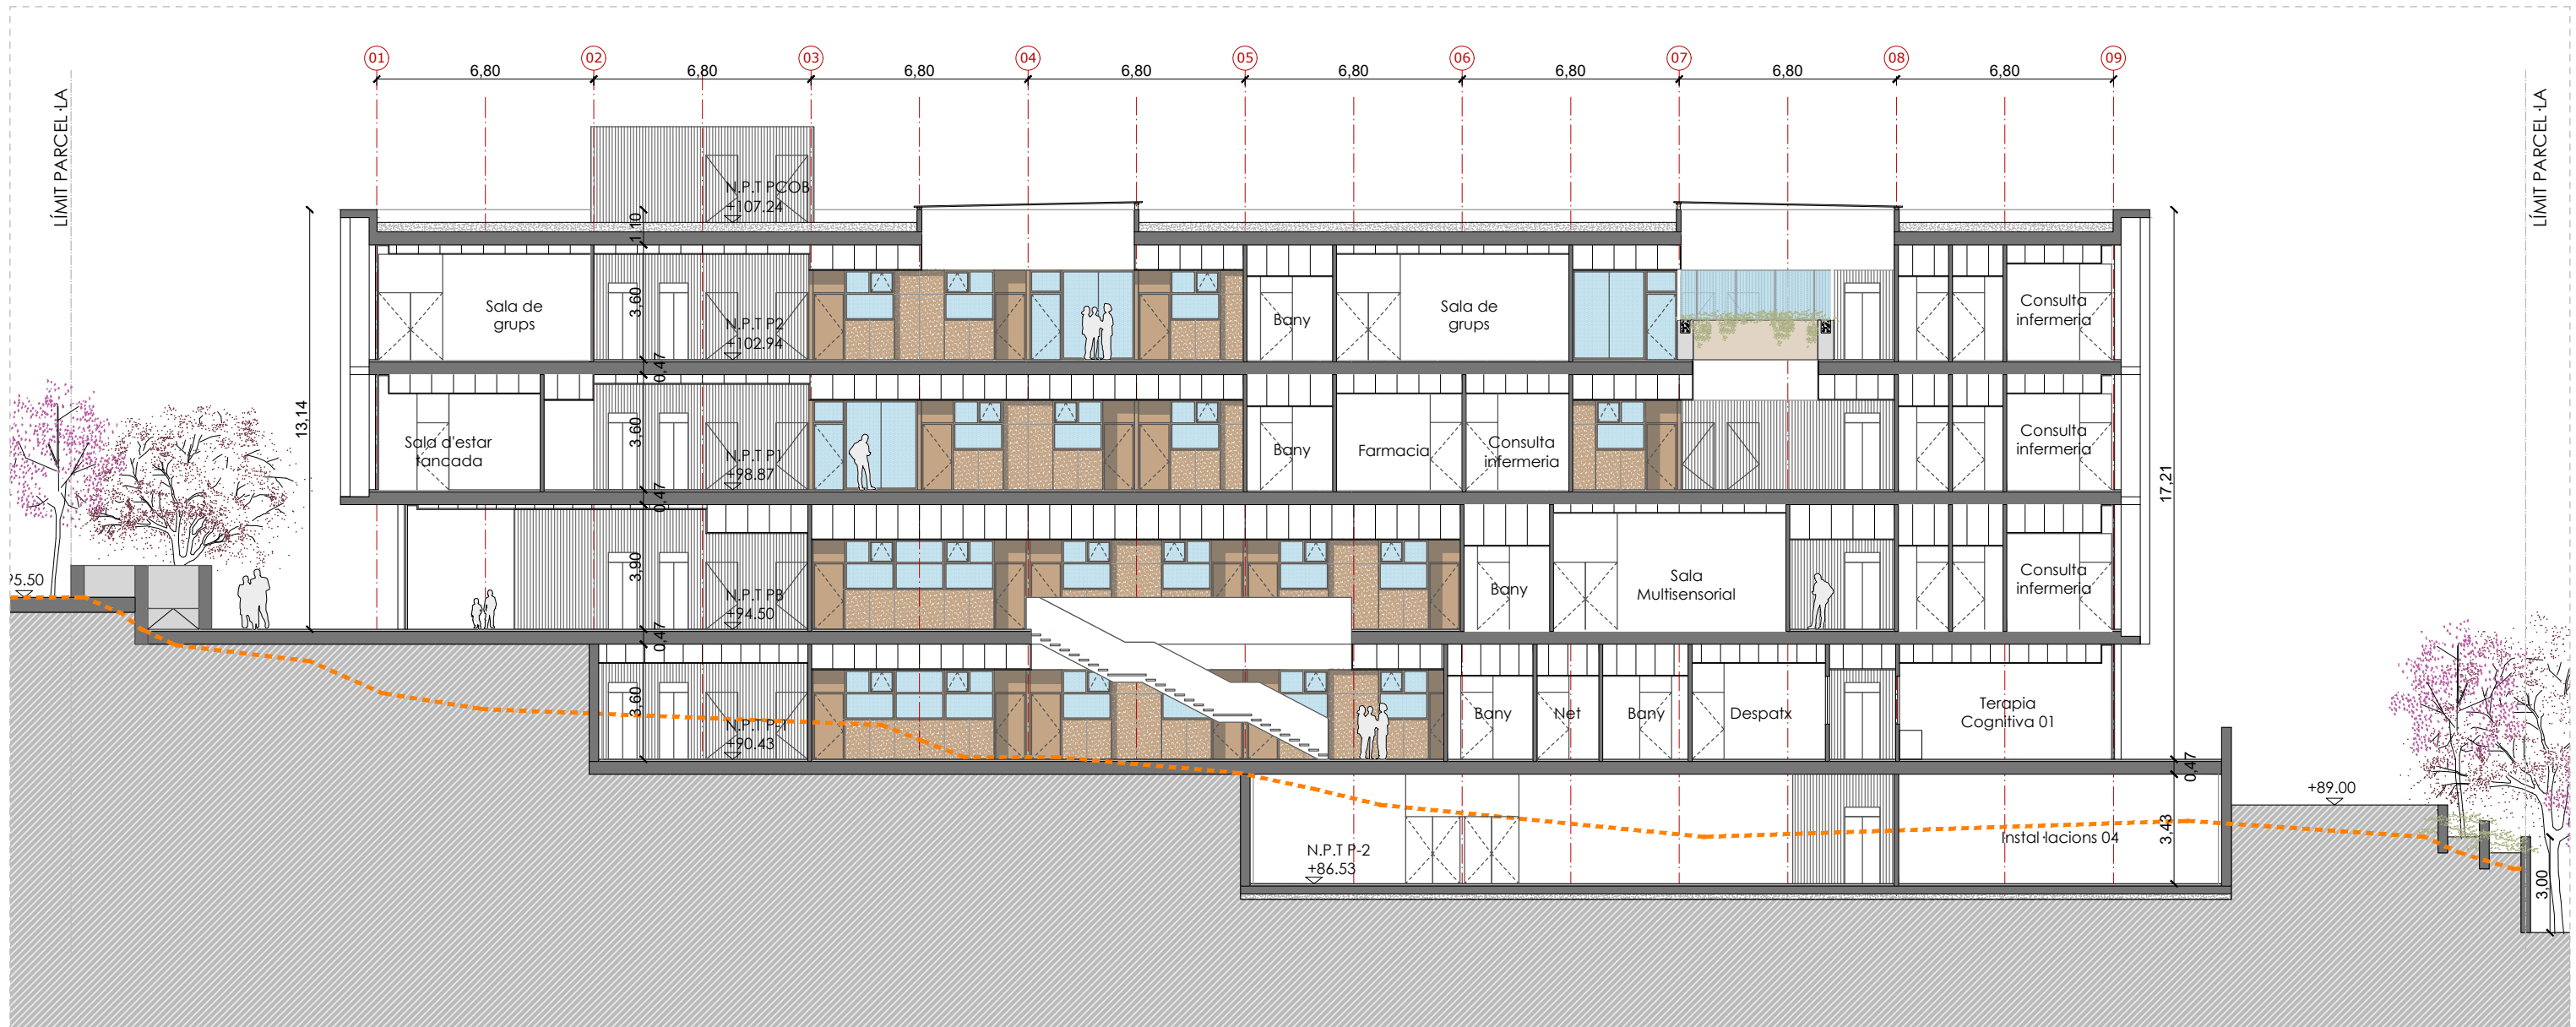 01 02 03 04 05 06 07 08 09
6,80 6,80 6,80 6,80 6,80 6,80 6,80 6,80
LÍMIT PARCEL·LA
LÍMIT PARCEL·LA
N.P.T PCOB
+107.24
1,10
13,14
17,21
Sala de
grups
3,60
N.P.T P2
+102.94
Bany
Sala de
grups
Consulta
infermeria
0,47
Sala d'estar
tancada
3,60
N.P.T P1
+98.87
Bany
Farmacia
Consulta
infermeria
Consulta
infermeria
0,47
95.50
3,90
N.P.T PB
+94.50
Bany
Sala
Multisensorial
Consulta
infermeria
0,47
3,60
N.P.T P-1
+90.43
Bany
Net
Bany
Despatx
Terapia
Cognitiva 01
0,47
+89.00
N.P.T P-2
+86.53
Instal·lacions 04
3,43
3,00